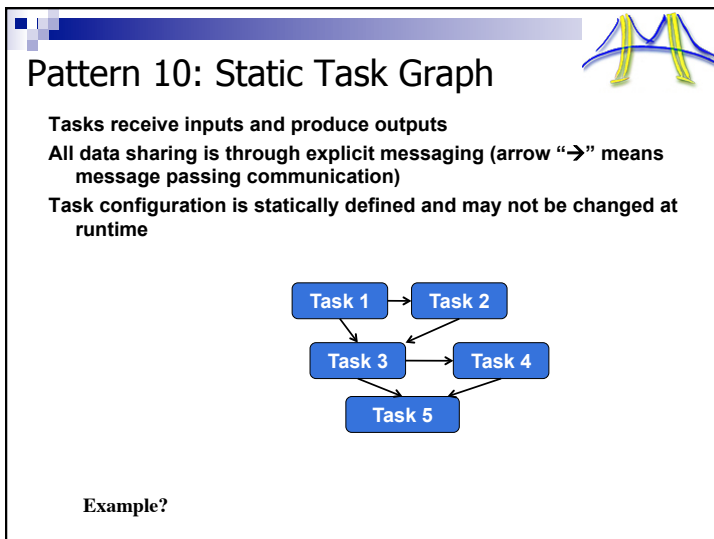 Pattern 10: Static Task Graph
Tasks receive inputs and produce outputs
All data sharing is through explicit messaging (arrow “→” means
message passing communication)
Task configuration is statically defined and may not be changed at
runtime
Task 1
Task 2
Task 3
Task 4
Task 5
Example?